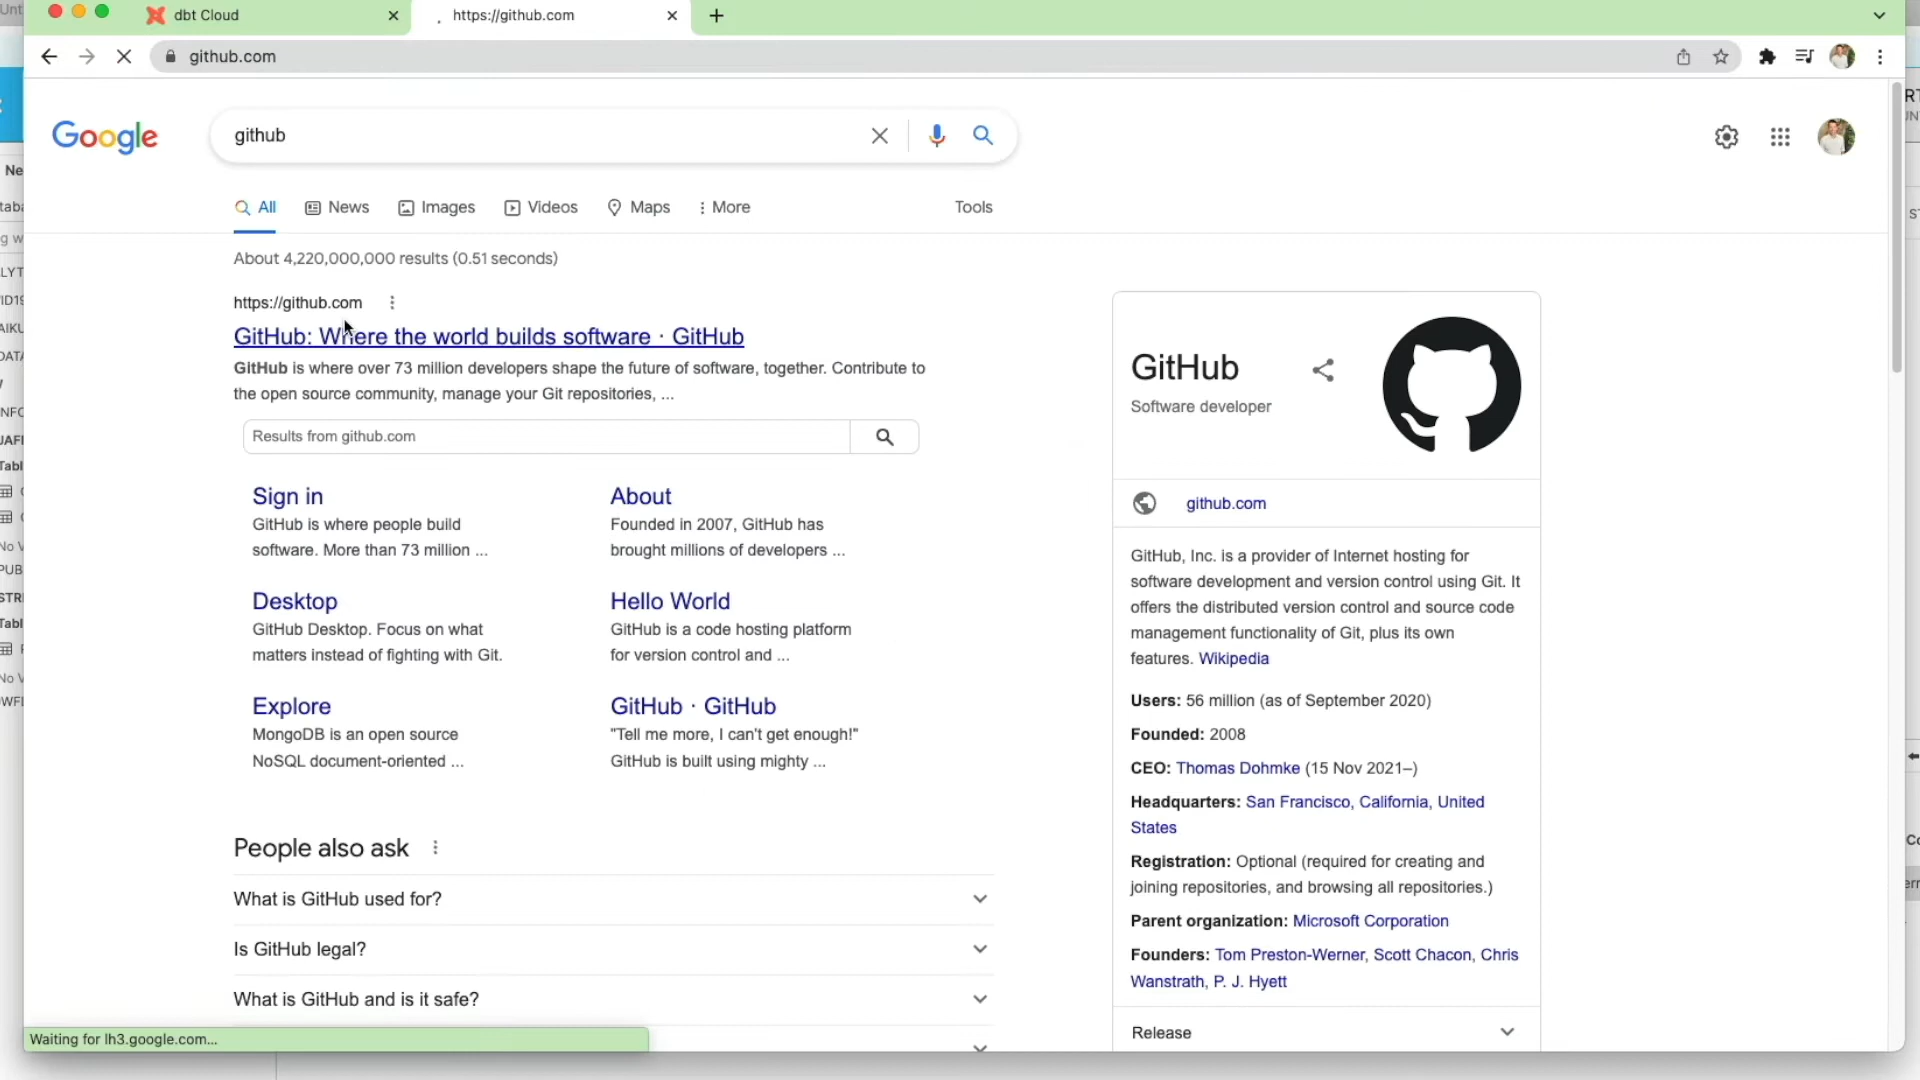 dbt Cloud
https://github.com
github.com
Google
github
All
News
Images
Videos
Maps
More
Tools
About 4,220,000,000 results (0.51 seconds)
https://github.com
GitHub: Where the world builds software · GitHub
GitHub is where over 73 million developers shape the future of software, together. Contribute to
the open source community, manage your Git repositories, ...
Results from github.com
Sign in
GitHub is where people build
software. More than 73 million ...
About
Founded in 2007, GitHub has
brought millions of developers ...
Desktop
GitHub Desktop. Focus on what
matters instead of fighting with Git.
Hello World
GitHub is a code hosting platform
for version control and ...
Explore
MongoDB is an open source
NoSQL document-oriented ...
GitHub · GitHub
"Tell me more, I can't get enough!"
GitHub is built using mighty ...
People also ask
What is GitHub used for?
Is GitHub legal?
What is GitHub and is it safe?
GitHub
Software developer
github.com
GitHub, Inc. is a provider of Internet hosting for
software development and version control using Git. It
offers the distributed version control and source code
management functionality of Git, plus its own
features. Wikipedia
Users: 56 million (as of September 2020)
Founded: 2008
CEO: Thomas Dohmke (15 Nov 2021–)
Headquarters: San Francisco, California, United
States
Registration: Optional (required for creating and
joining repositories, and browsing all repositories.)
Parent organization: Microsoft Corporation
Founders: Tom Preston-Werner, Scott Chacon, Chris
Wanstrath, P. J. Hyett
Release
Waiting for lh3.google.com...